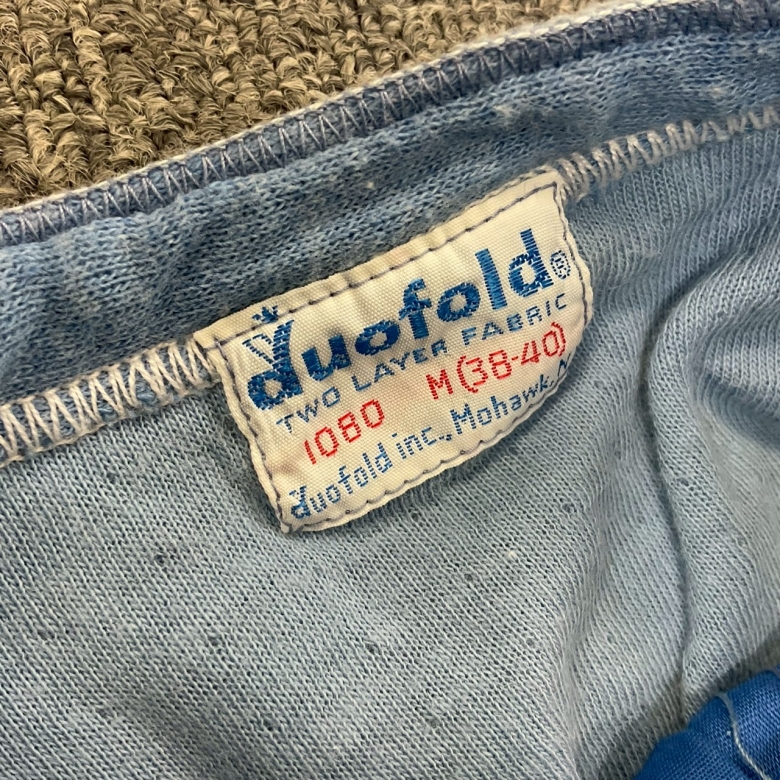 duofold®
TWO LAYER FABRIC
1080 M(38-40)
duofold inc., Mohawk,